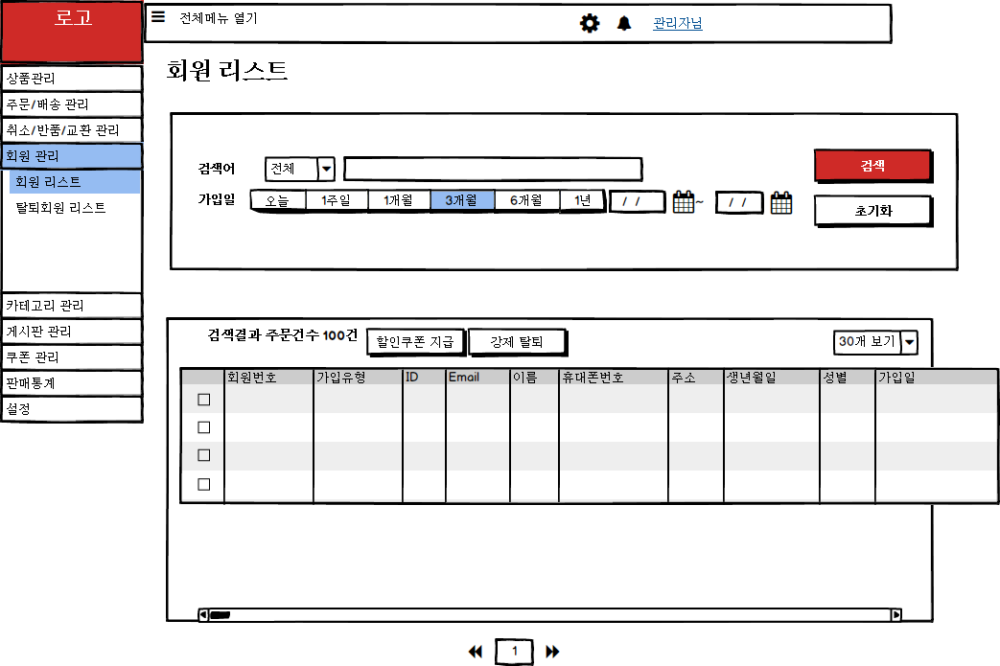 로고
전체메뉴 열기
관리자님
상품관리
주문/배송 관리
취소/반품/교환 관리
회원 관리
회원 리스트
탈퇴회원 리스트
카테고리 관리
게시판 관리
쿠폰 관리
판매통계
설정
회원 리스트
검색어
전체
검색
가입일
오늘 1주일 1개월 3개월 6개월 1년 / / ~ / /
초기화
검색결과 주문건수 100건 할인쿠폰 지급 강제 탈퇴 30개 보기
회원번호 가입유형 ID Email 이름 휴대폰번호 주소 생년월일 성별 가입일
1